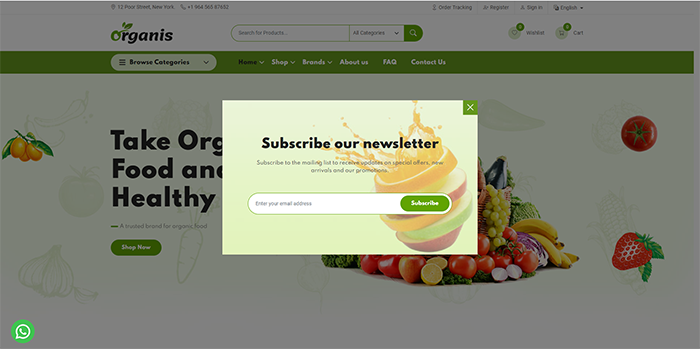 12 Poor Street, New York +1 964 565 87652
Order Tracking Register Sign In English
Organis
Search for Products ... All Categories
0 Wishlist 0 Cart
Browse Categories Home Shop Brands About us FAQ Contact Us
Subscribe our newsletter
Subscribe to the mailing list to receive updates on special offers, new
arrivals and our promotions.
Enter your email address Subscribe
Take Org
Food and
Healthy
A trusted brand for organic food
Shop Now